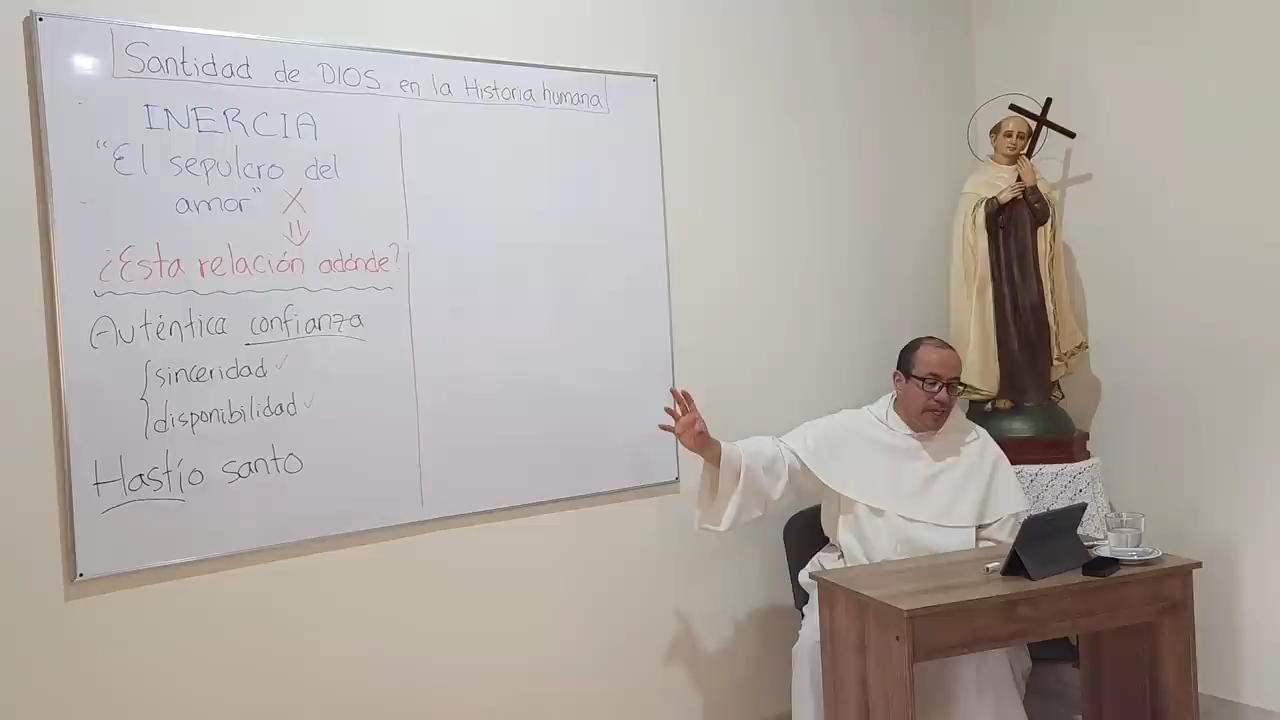 Santidad de DIOS en la Historia humana
INERCIA
"El sepulcro del
amor" X
¿Esta relación adónde?
Auténtica confianza
sinceridad ✓
disponibilidad ✓
Hastío santo